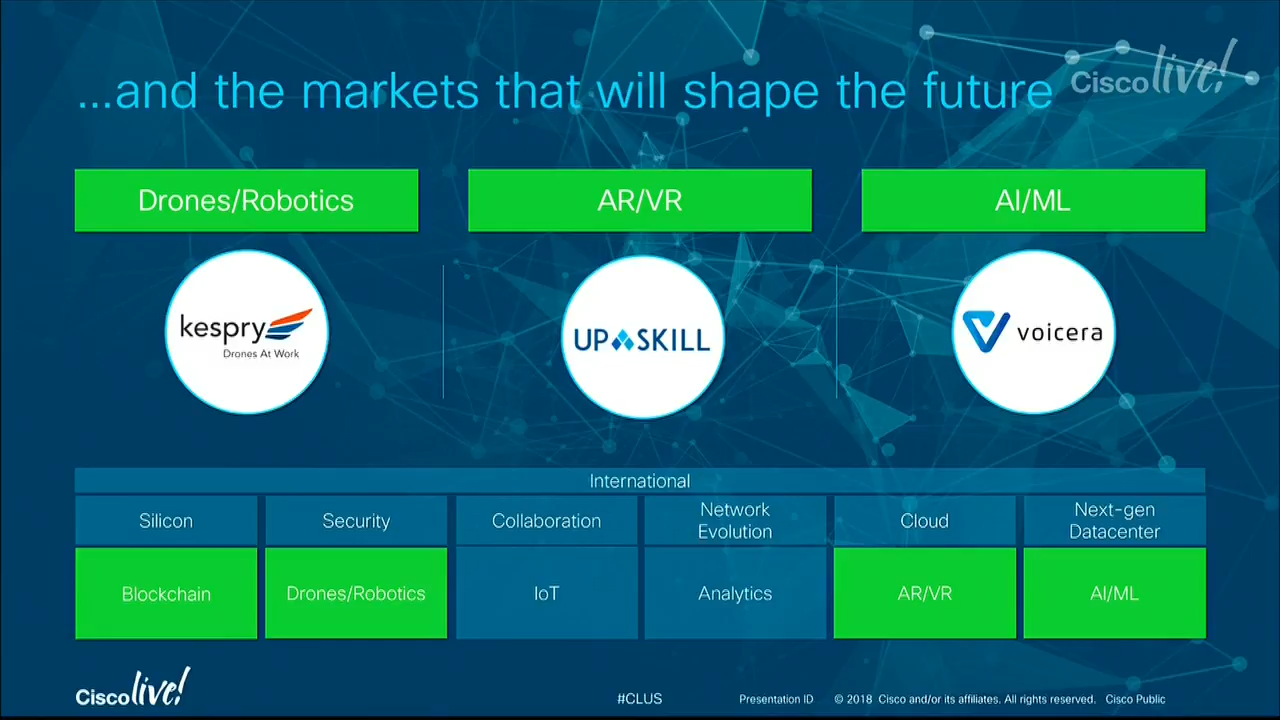 ...and the markets that will shape the future
Cisco live!
Drones/Robotics
AR/VR
AI/ML
kespry
Drones At Work
UPSKILL
voicera
International
Silicon
Security
Collaboration
Network
Evolution
Cloud
Next-gen
Datacenter
Blockchain
Drones/Robotics
IoT
Analytics
AR/VR
AI/ML
Cisco live!
#CLUS
Presentation ID
© 2018 Cisco and/or its affiliates. All rights reserved. Cisco Public